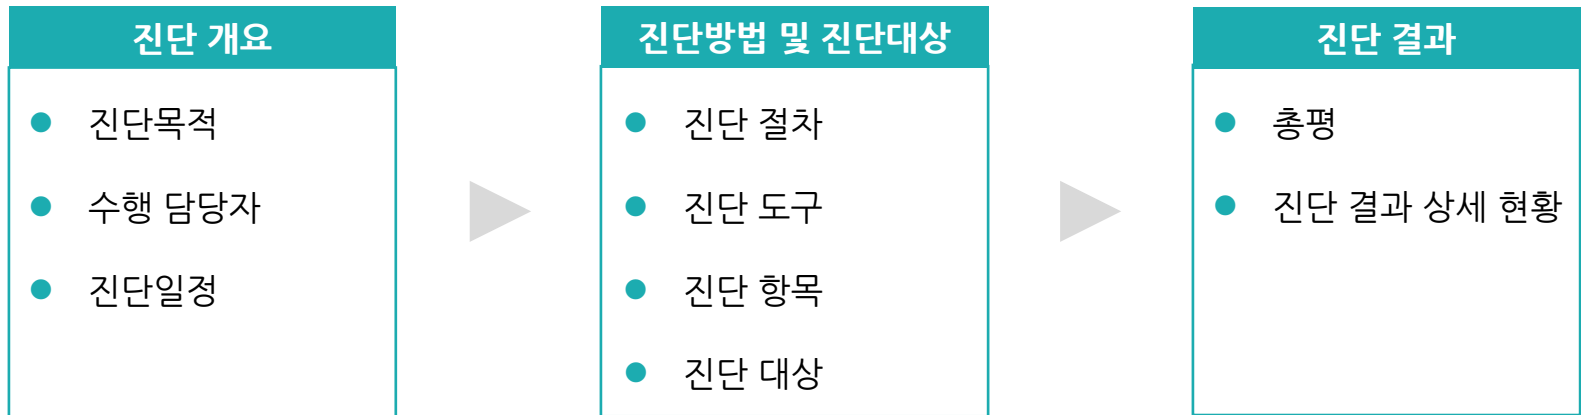 진단 개요
진단목적
수행 담당자
진단일정
진단방법 및 진단대상
진단 절차
진단 도구
진단 항목
진단 대상
진단 결과
총평
진단 결과 상세 현황